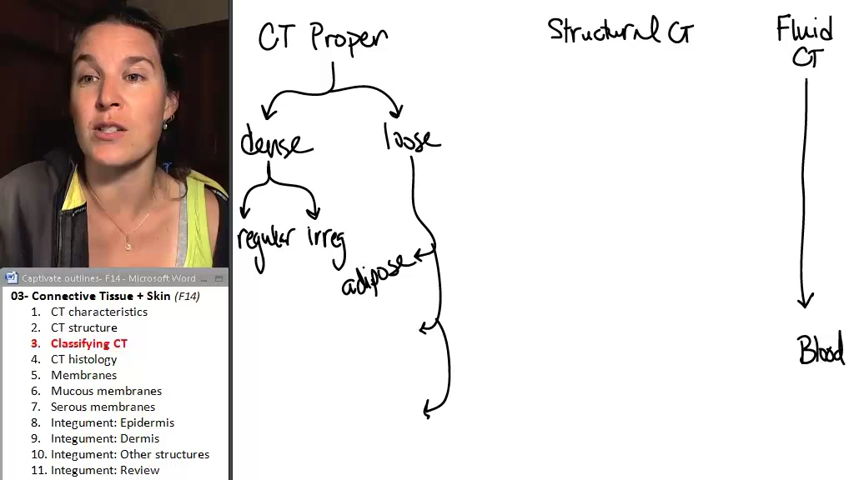 CT Proper
Structural CT
Fluid
CT
dense
loose
regular irreg
adipose
Blood
Captivate outlines- F14 - Microsoft Word
03- Connective Tissue + Skin (F14)
1. CT characteristics
2. CT structure
3. Classifying CT
4. CT histology
5. Membranes
6. Mucous membranes
7. Serous membranes
8. Integument: Epidermis
9. Integument: Dermis
10. Integument: Other structures
11. Integument: Review